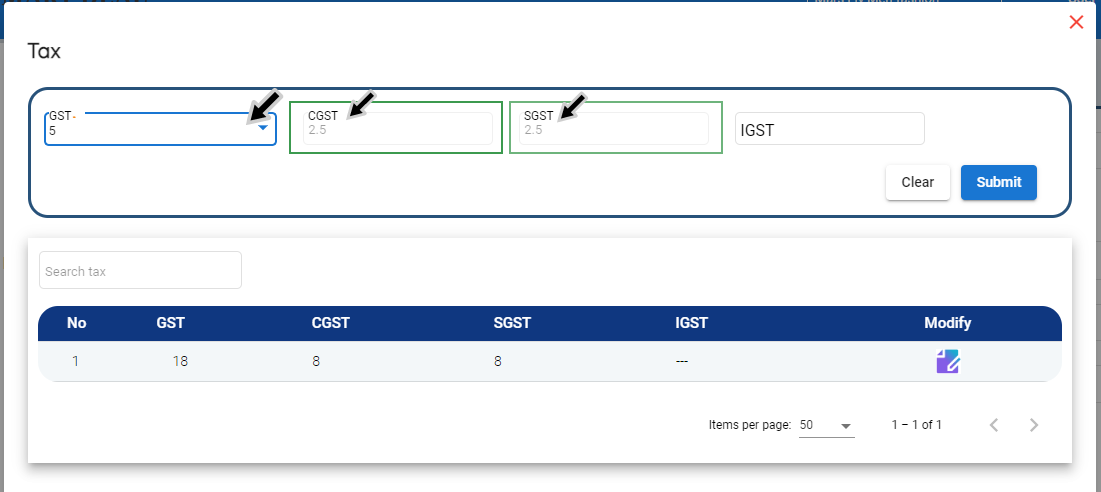 Tax
GST
5
CGST
2.5
SGST
2.5
IGST
Clear Submit
Search tax
No GST CGST SGST IGST Modify
1 18 8 8 ---
Items per page: 50 1 – 1 of 1